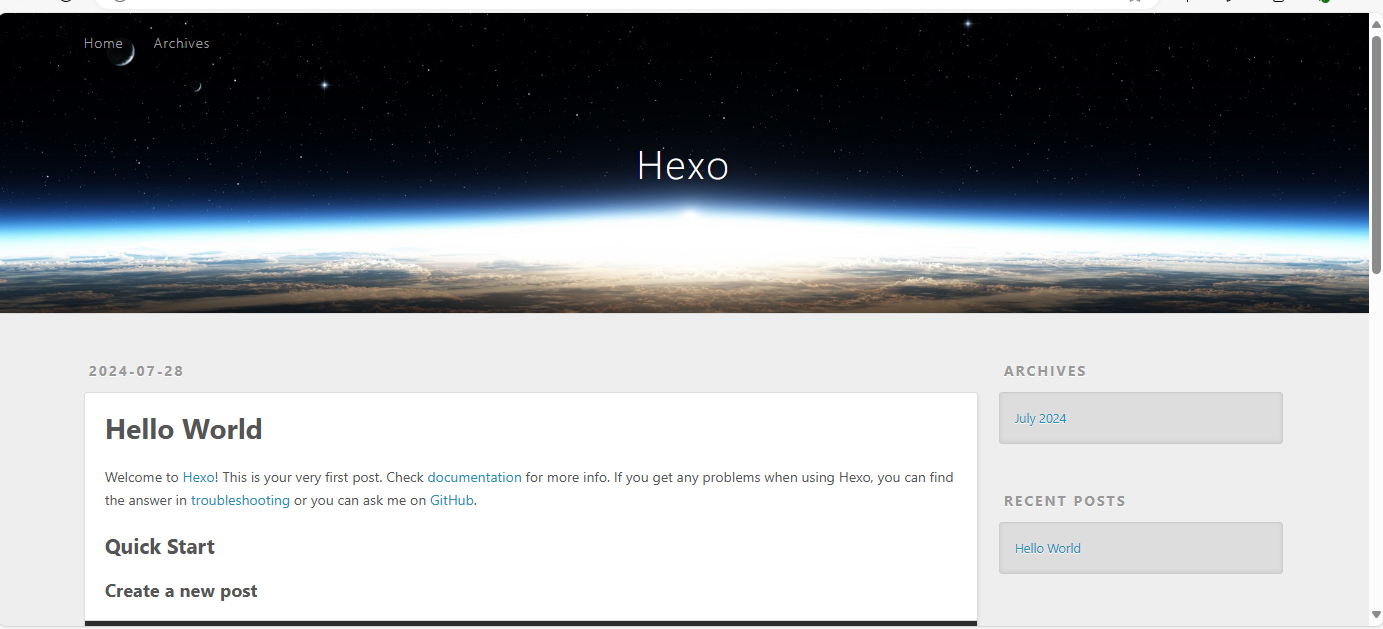 Home Archives
Hexo
2024-07-28
Hello World
Welcome to Hexo! This is your very first post. Check documentation for more info. If you get any problems when using Hexo, you can find
the answer in troubleshooting or you can ask me on GitHub.
Quick Start
Create a new post
ARCHIVES
July 2024
RECENT POSTS
Hello World